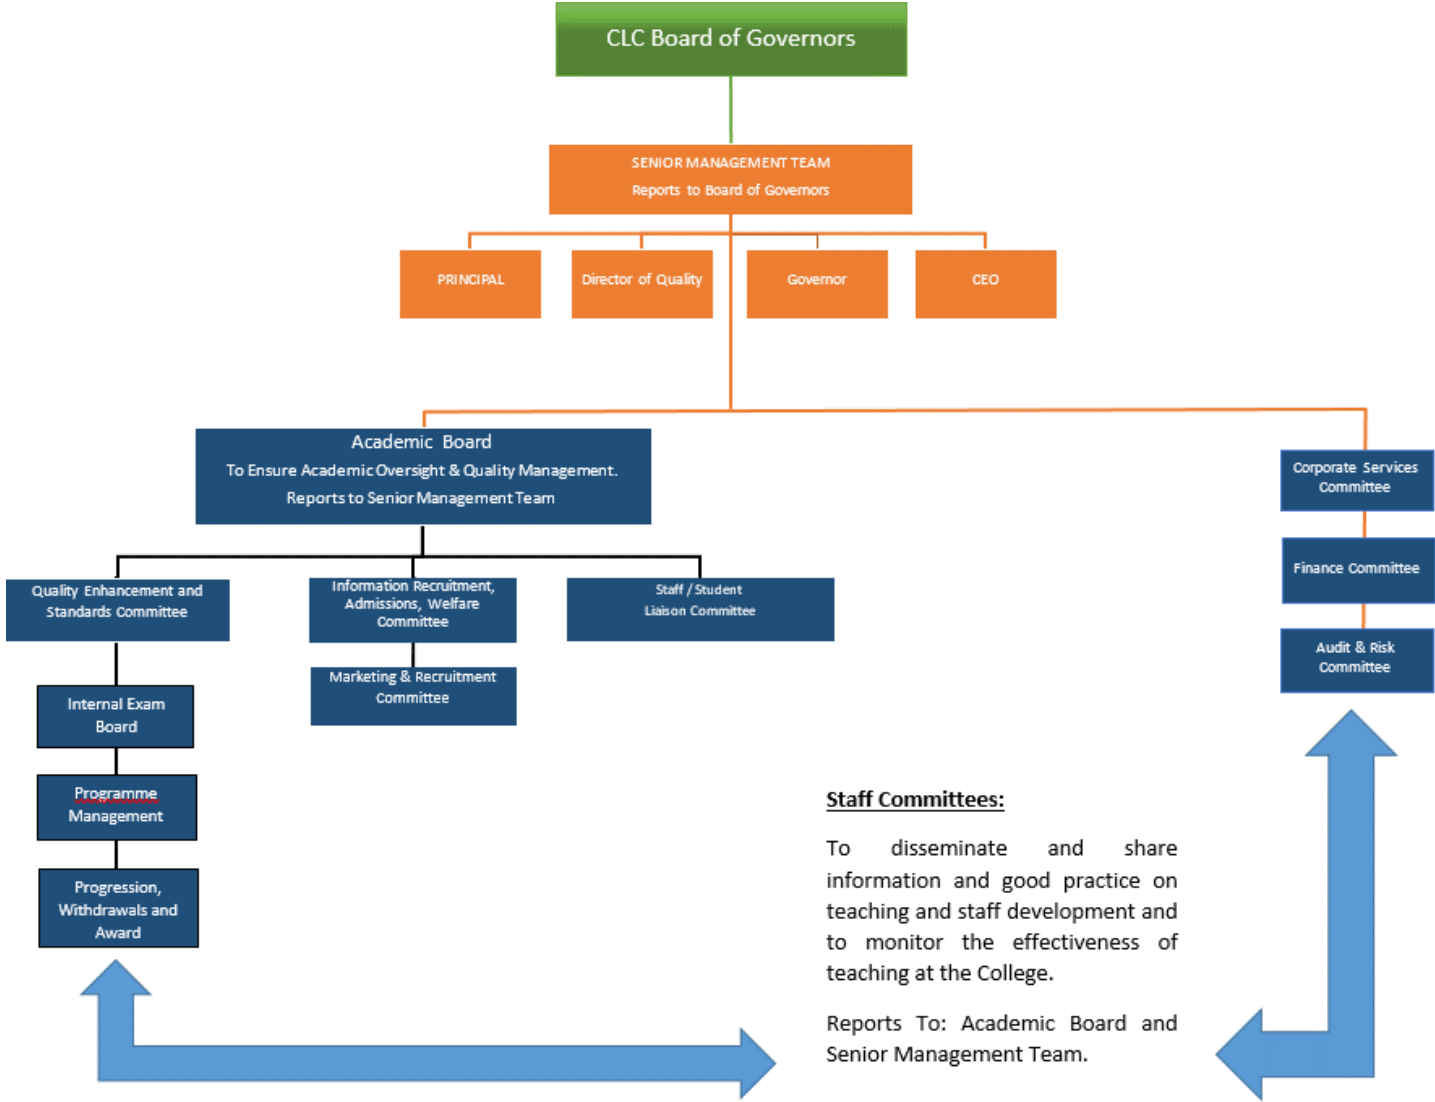 CLC Board of Governors
SENIOR MANAGEMENT TEAM
Reports to Board of Governors
PRINCIPAL
Director of Quality
Governor
CEO
Academic Board
To Ensure Academic Oversight & Quality Management.
Reports to Senior Management Team
Corporate Services
Committee
Finance Committee
Audit & Risk
Committee
Quality Enhancement and
Standards Committee
Information Recruitment,
Admissions, Welfare
Committee
Staff / Student
Liaison Committee
Marketing & Recruitment
Committee
Internal Exam
Board
Programme
Management
Progression,
Withdrawals and
Award
Staff Committees:
To disseminate and share
information and good practice on
teaching and staff development and
to monitor the effectiveness of
teaching at the College.
Reports To: Academic Board and
Senior Management Team.